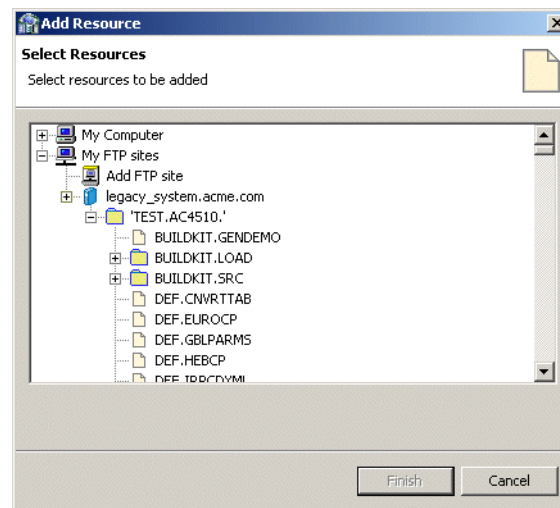 Add Resource
Select Resources
Select resources to be added
My Computer
My FTP sites
Add FTP site
legacy_system.acme.com
'TEST.AC4510.'
BUILDKIT.GENDEMO
BUILDKIT.LOAD
BUILDKIT.SRC
DEF.CNVRTTAB
DEF.EUROCP
DEF.GBLPARMS
DEF.HEBCP
Finish Cancel